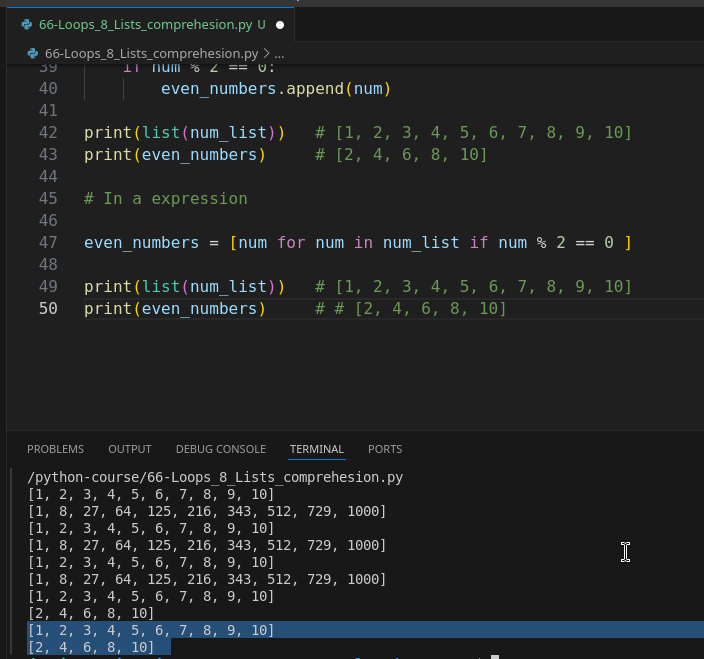 66-Loops_8_Lists_comprehesion.py U
66-Loops_8_Lists_comprehesion.py > ...
39 if num % 2 == 0:
40 even_numbers.append(num)
41
42 print(list(num_list)) # [1, 2, 3, 4, 5, 6, 7, 8, 9, 10]
43 print(even_numbers) # [2, 4, 6, 8, 10]
44
45 # In a expression
46
47 even_numbers = [num for num in num_list if num % 2 == 0 ]
48
49 print(list(num_list)) # [1, 2, 3, 4, 5, 6, 7, 8, 9, 10]
50 print(even_numbers) # # [2, 4, 6, 8, 10]
PROBLEMS OUTPUT DEBUG CONSOLE TERMINAL PORTS
/python-course/66-Loops_8_Lists_comprehesion.py
[1, 2, 3, 4, 5, 6, 7, 8, 9, 10]
[1, 8, 27, 64, 125, 216, 343, 512, 729, 1000]
[1, 2, 3, 4, 5, 6, 7, 8, 9, 10]
[1, 8, 27, 64, 125, 216, 343, 512, 729, 1000]
[1, 2, 3, 4, 5, 6, 7, 8, 9, 10]
[1, 8, 27, 64, 125, 216, 343, 512, 729, 1000]
[1, 2, 3, 4, 5, 6, 7, 8, 9, 10]
[2, 4, 6, 8, 10]
[1, 2, 3, 4, 5, 6, 7, 8, 9, 10]
[2, 4, 6, 8, 10]